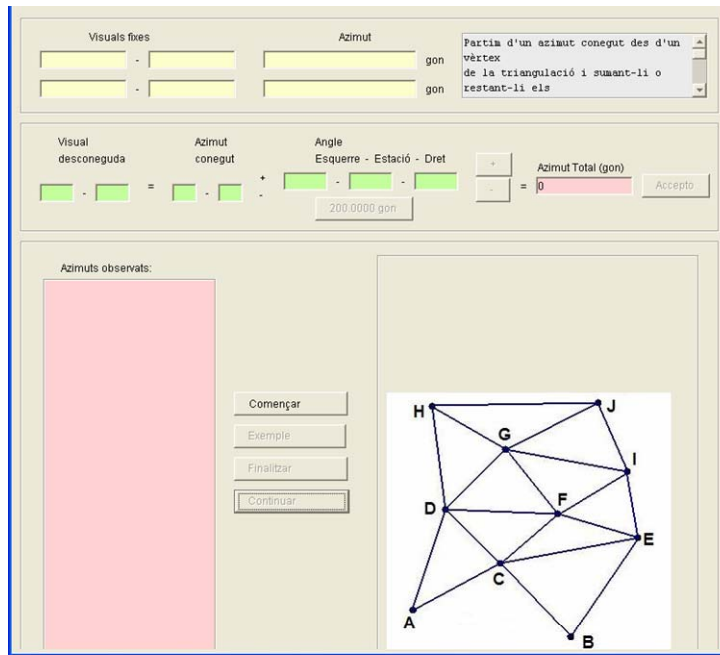 Visuals fixes
Azimut
- gon
- gon
Partim d'un azimut conegut des d'un
vèrtex
de la triangulació i sumant-li o
restant-li els
Visual
desconeguda
Azimut
conegut
Angle
Esquerre - Estació - Dret
- = - + - - -
200.0000 gon
+
-
=
Azimut Total (gon)
0
Accepto
Azimuts observats:
Començar
Exemple
Finalitzar
Continuar
H
J
G
I
D
F
E
C
A
B